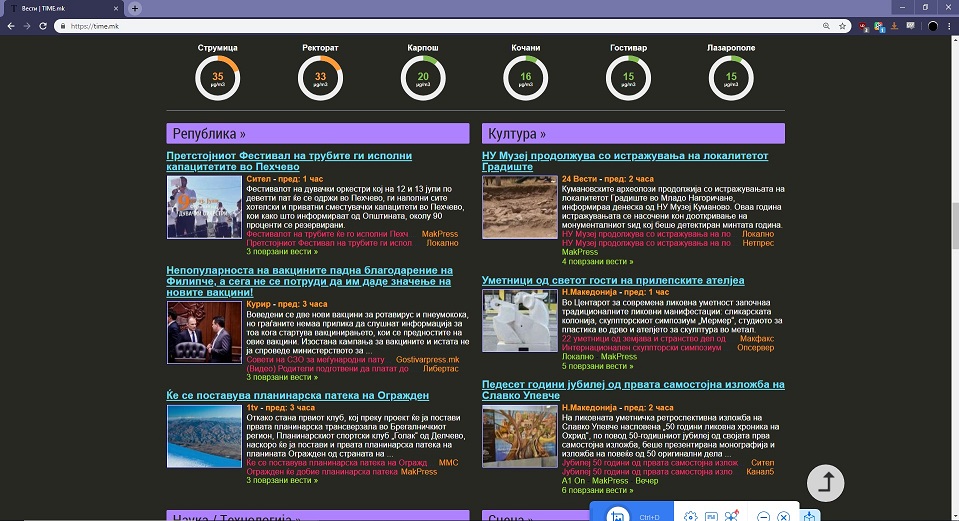 Вести | TIME.mk
https://time.mk
Струмица
Ректорат
Карпош
Кочани
Гостивар
Лазарополе
35
µg/m3
33
µg/m3
20
µg/m3
16
µg/m3
15
µg/m3
15
µg/m3
Република »
Претстојниот Фестивал на трубите ги исполни
капацитетите во Пехчево
Сител - пред: 1 час
Фестивалот на дувачки оркестри кој на 12 и 13 јули по
деветти пат ќе се одржи во Пехчево, ги наполни сите
хотелски и приватни сместувачки капацитети во Пехчево,
кои како што информираат од Општината, околу 90
проценти се резервирани.
Фестивалот на трубите ќе го исполни Пехч MakPress
Претстојниот Фестивал на трубите ги испол Локално
3 поврзани вести »
Непопуларноста на вакцините падна благодарение на
Филипче, а сега не се потруди да им даде значење на
новите вакцини!
Курир - пред: 3 часа
Воведени се две нови вакцини за ротавирус и пнеумокока,
но граѓаните немаа прилика да слушнат информација за
тоа кога стартува вакцинирањето, кои се предностите на
овие вакцини. Изостана кампања за вакцините и истата не
ја спроведе министерството за ...
Совети на СЗО за меѓународни пату Gostivarpress.mk
(Видео) Родители подготвени да платат до Либертас
3 поврзани вести »
Ќе се поставува планинарска патека на Огражден
1tv - пред: 3 часа
Откако стана првиот клуб, кој преку проект ќе ја постави
првата планинарска трансверзала во Брегалничкиот
регион, Планинарскиот спортски клуб „Голак“ од Делчево,
наскоро ќе ја постави и првата планинарска патека на
планината Огражден од страната на ...
Ќе се поставува планинарска патека на Огражд ММС
Огражден ќе добие планинарска патека MakPress
3 поврзани вести »
Култура »
НУ Музеј продолжува со истражувања на локалитетот
Градиште
24 Вести - пред: 2 часа
Кумановските археолози продолжија со истражувањата на
локалитетот Градиште во Младо Нагоричане,
информираа денеска од НУ Музеј Куманово. Оваа година
истражувањата се насочени кон дооткривање на
монументалниот ѕид кој беше детектиран минтата година.
НУ Музеј продолжува со истражувања на ло Локално
НУ Музеј продолжува со истражувања на ло Нетпрес
MakPress
4 поврзани вести »
Уметници од светот гости на прилепските ателјеа
Н.Македонија - пред: 1 час
Во Центарот за современа ликовна уметност започнаа
традиционалните ликовни манифестации: сликарската
колонија, скулпторскиот симпозиум „Мермер“, студиото за
пластика во дрво и ателјето за скулптура во метал.
22 уметници од земјава и странство дел од Макфакс
Интернационален скулпторски симпозиум Опсервер
Локално MakPress
5 поврзани вести »
Педесет години јубилеј од првата самостојна изложба на
Славко Упевче
Н.Македонија - пред: 2 часа
На ликовната уметничка ретроспективна изложба на
Славко Упевче насловена „50 години ликовна хроника на
Охрид“, по повод 50-годишниот јубилеј од својата прва
самостојна изложба, беше презентирана монографија и
изложба на повеќе од 50 оригинални дела ...
Јубилеј 50 години од првата самостојна излож Сител
Јубилеј 50 години од првата самостојна излож Канал5
А1 On MakPress Вечер
6 поврзани вести »
Наука / Технологија »
Сцена »
Ctrl+D